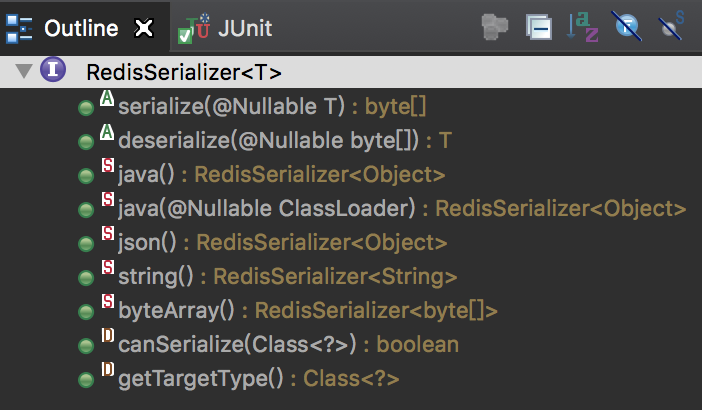 Outline JUnit
RedisSerializer<T>
serialize(@Nullable T) : byte[]
deserialize(@Nullable byte[]) : T
java() : RedisSerializer<Object>
java(@Nullable ClassLoader) : RedisSerializer<Object>
json() : RedisSerializer<Object>
string() : RedisSerializer<String>
byteArray() : RedisSerializer<byte[]>
canSerialize(Class<?>) : boolean
getTargetType() : Class<?>